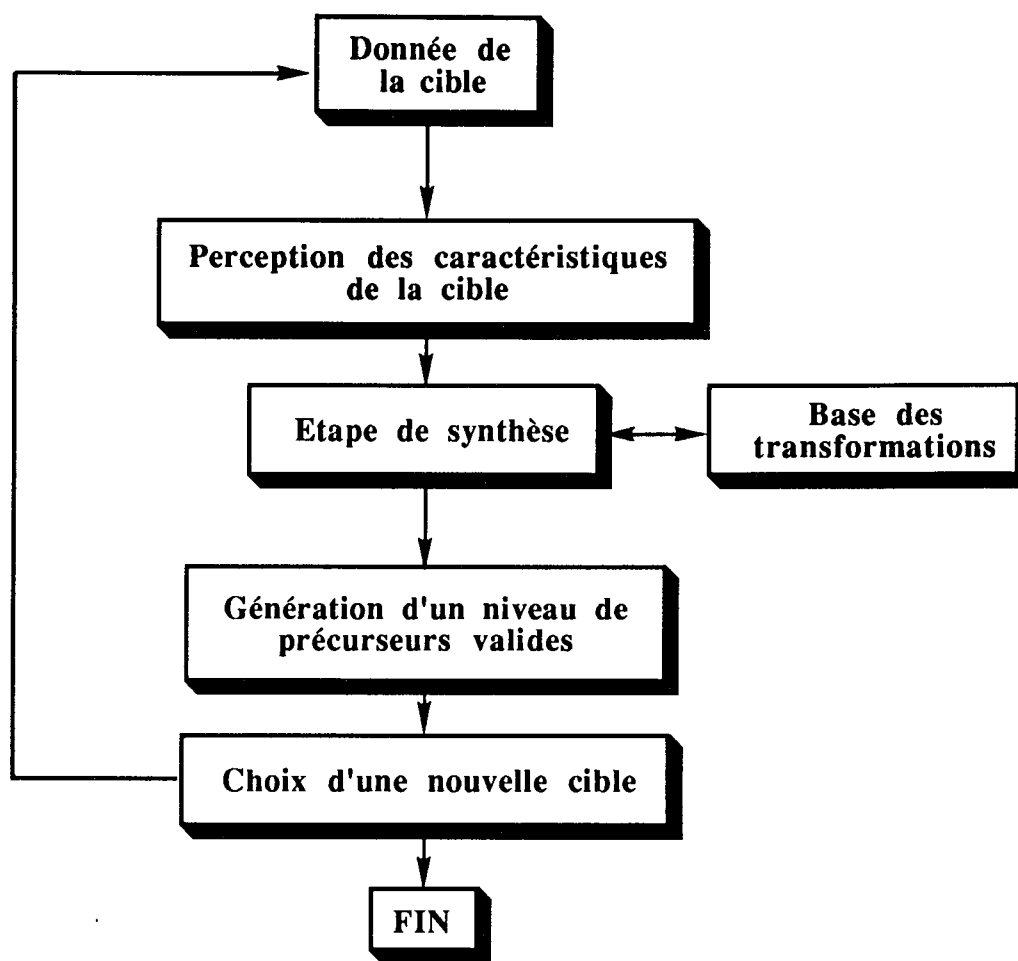 Donnée de
la cible
Perception des caractéristiques
de la cible
Etape de synthèse
Base des
transformations
Génération d'un niveau de
précurseurs valides
Choix d'une nouvelle cible
FIN